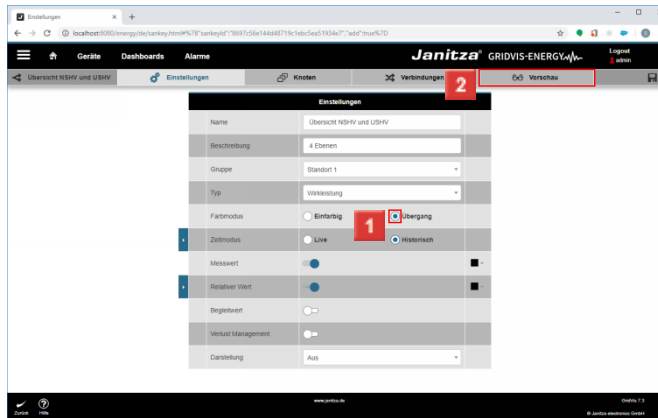 Einstellungen
localhost:8080/energy/de/sankey.html#%7B"sankeyId":"8697c56e144d48719c1ebc5ea51934e7","add":true%7D
Geräte Dashboards Alarme Janitza® GRIDVIS-ENERGY Logout admin
Übersicht NSHV und USHV Einstellungen Knoten Verbindungen Vorschau
2
Einstellungen
Name Übersicht NSHV und USHV
Beschreibung 4 Ebenen
Gruppe Standort 1
Typ Wirkleistung
Farbmodus Einfarbig Übergang
1
Zeitmodus Live Historisch
Messwert
Relativer Wert
Begleitwert
Verlust Management
Darstellung Aus
Zurück Hilfe www.janitza.de GridVis 7.3
© Janitza electronics GmbH